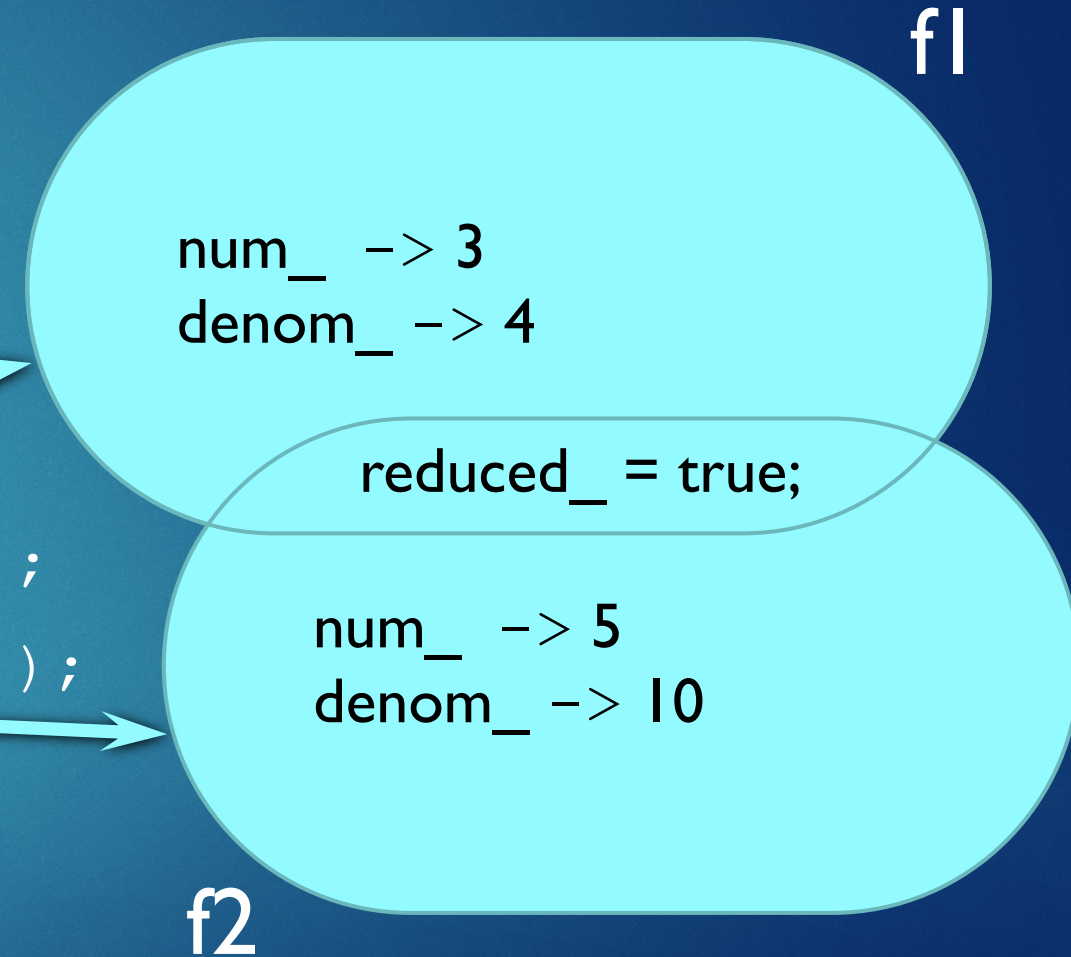 f1
num_ -> 3
denom_ -> 4
reduced_ = true;
;
num_ -> 5
);
denom_ -> 10
f2